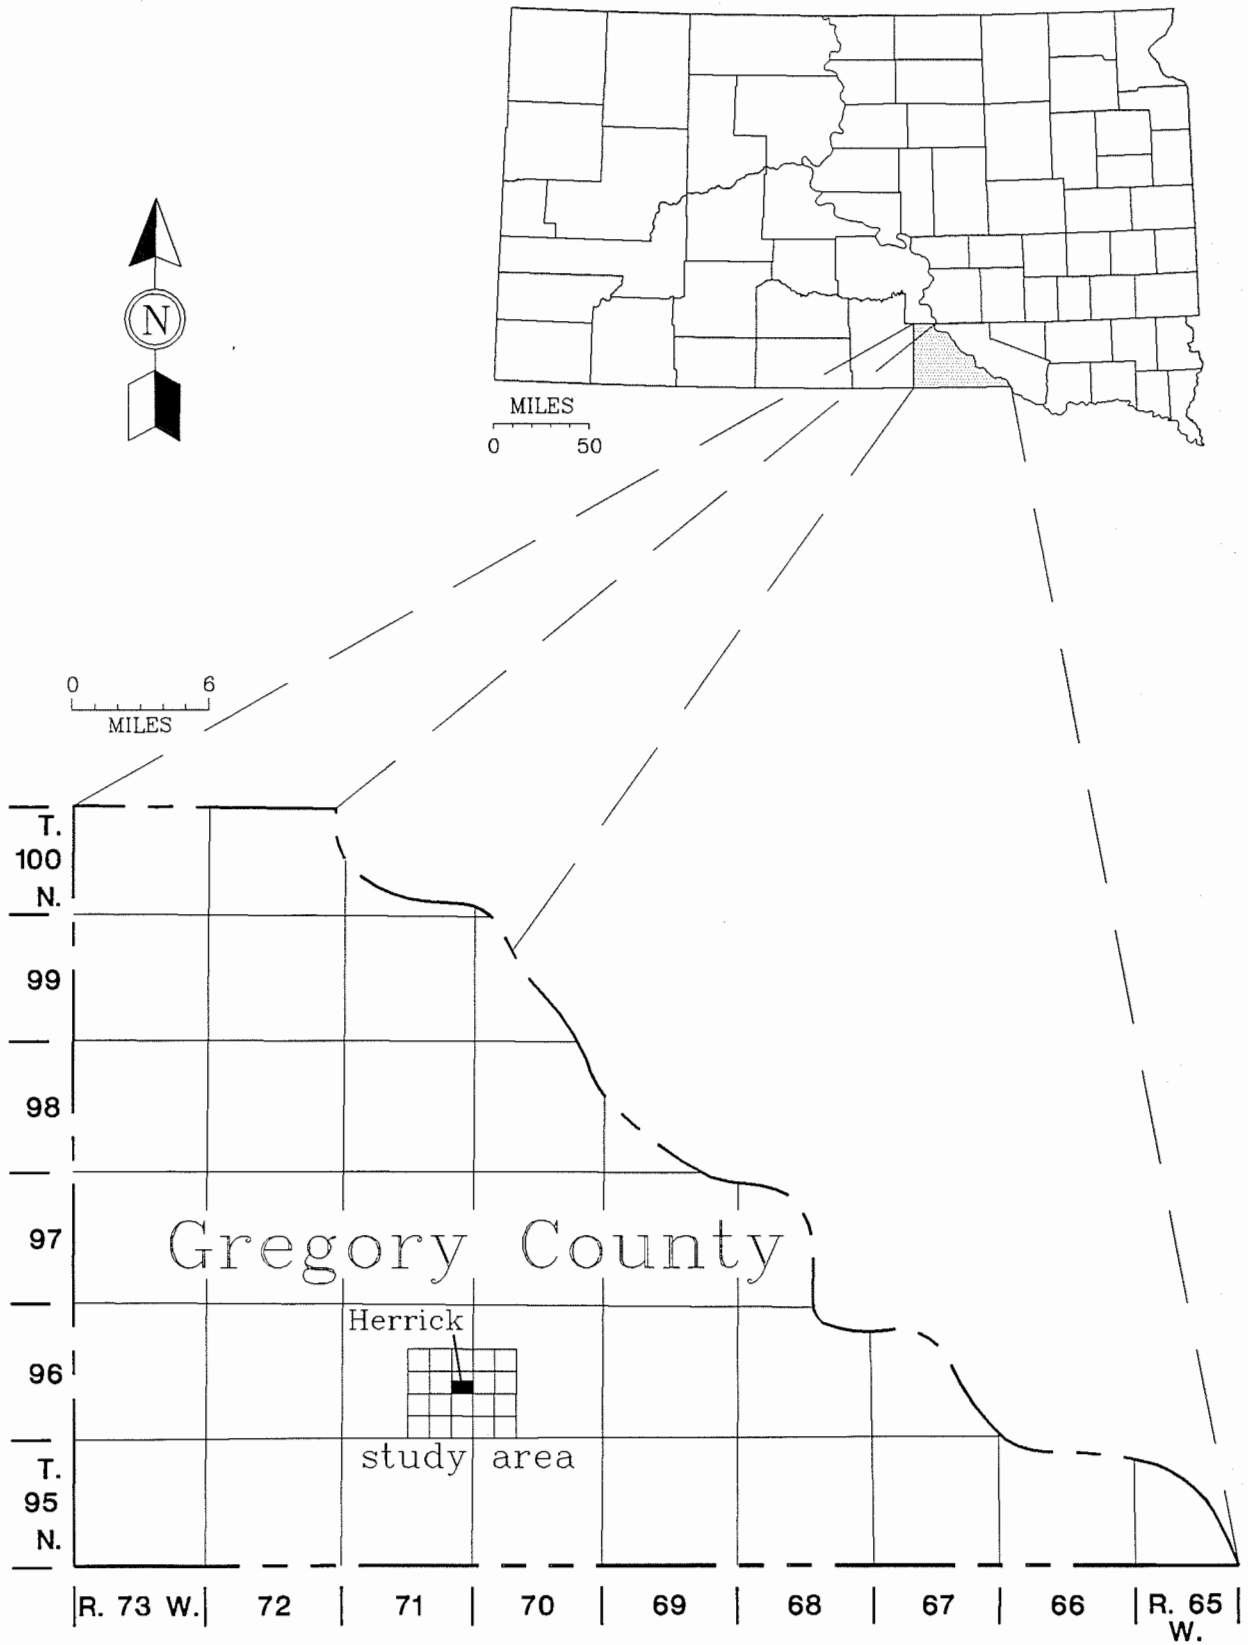 N
MILES
0 50
0 6
MILES
T.
100
N.
99
98
97
Gregory County
Herrick
96
study area
T.
95
N.
R. 73 W. 72 71 70 69 68 67 66 R. 65
W.